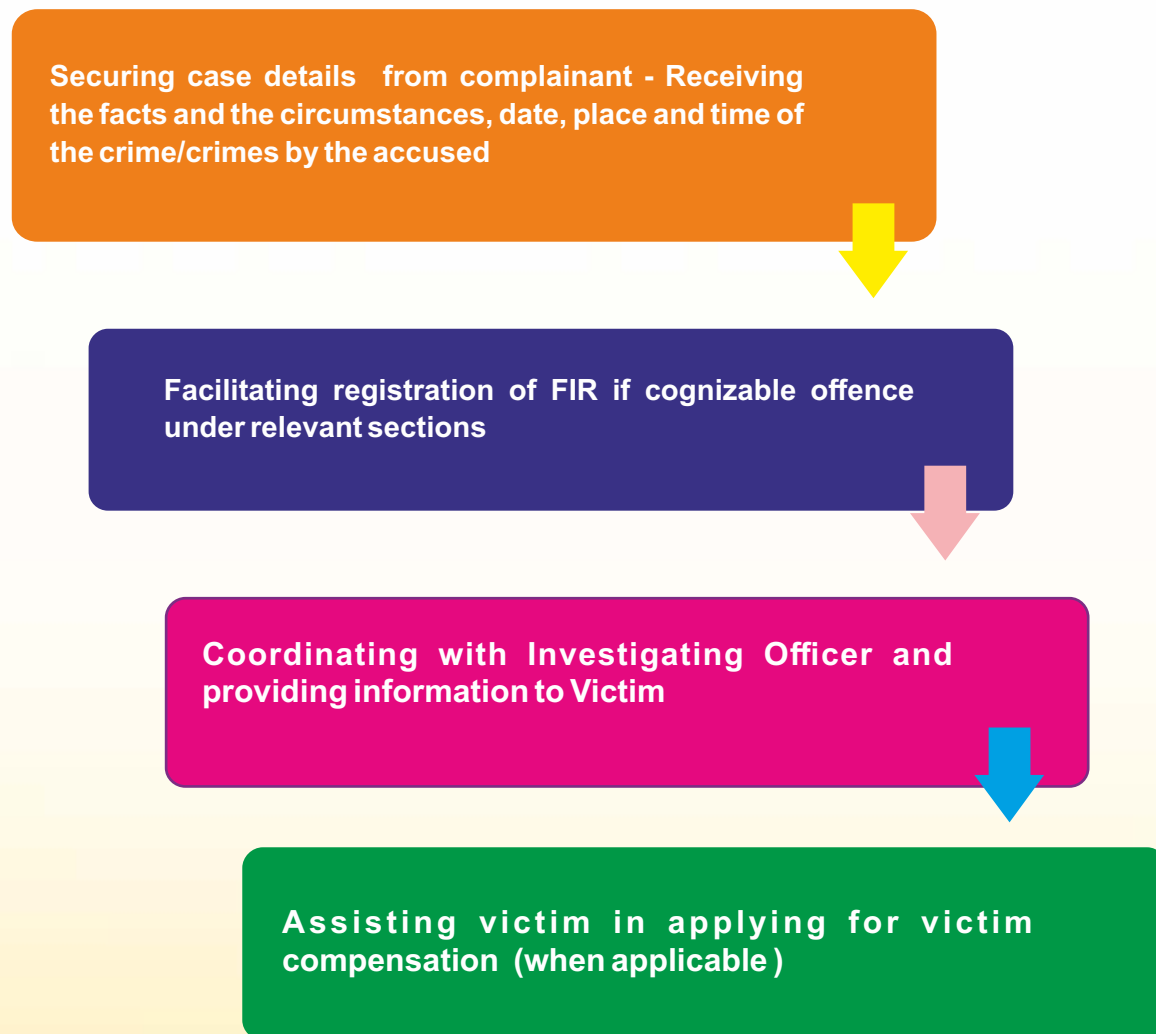 Securing case details from complainant - Receiving
the facts and the circumstances, date, place and time of
the crime/crimes by the accused
Facilitating registration of FIR if cognizable offence
under relevant sections
Coordinating with Investigating Officer and
providing information to Victim
Assisting victim in applying for victim
compensation (when applicable )